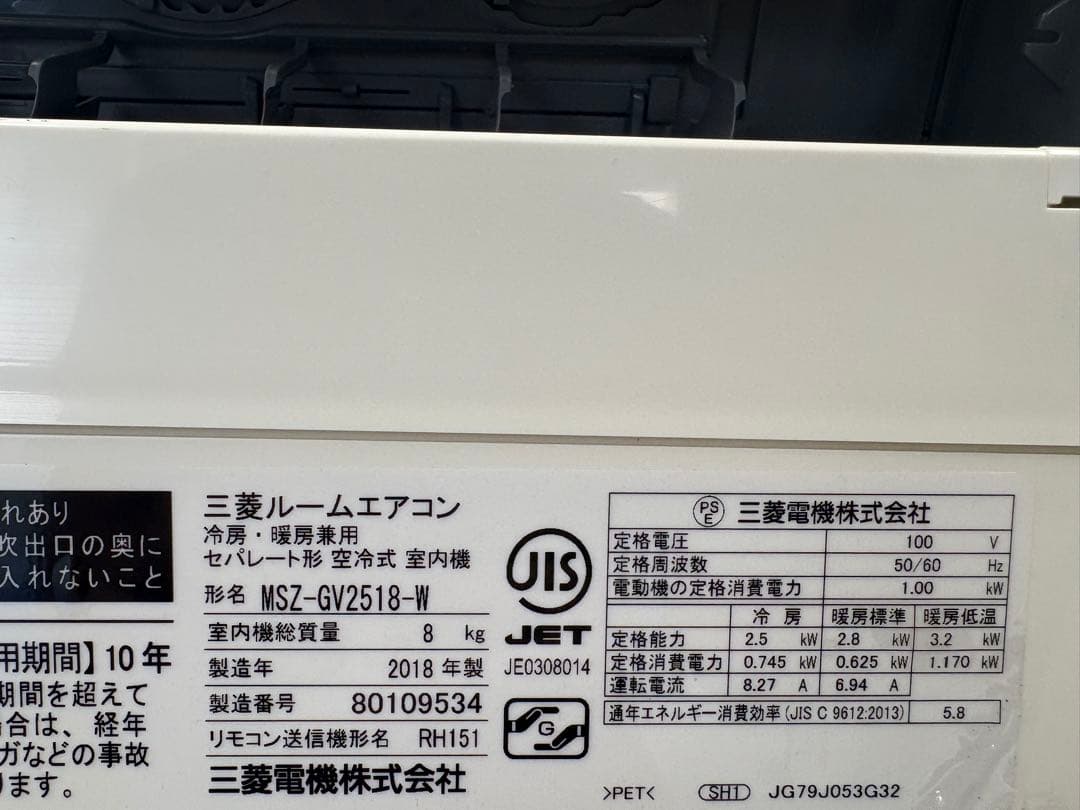 れあり
吹出口の奥に
入れないこと
用期間】10年
期間を超えて
場合は、経年
ガなどの事故
ります。
三菱ルームエアコン
冷房・暖房兼用
セパレート形 空冷式 室内機
形名 MSZ-GV2518-W
室内機総質量 8 kg
製造年 2018 年製
製造番号 80109534
リモコン送信機形名 RH151
三菱電機株式会社
JIS
JET
JE0308014
G
PS E 三菱電機株式会社
定格電圧 100 V
定格周波数 50/60 Hz
電動機の定格消費電力 1.00 kW
冷房 暖房標準 暖房低温
定格能力 2.5 kW 2.8 kW 3.2 kW
定格消費電力 0.745 kW 0.625 kW 1.170 kW
運転電流 8.27 A 6.94 A
通年エネルギー消費効率(JIS C 9612:2013) 5.8
>PET< SH1 JG79J053G32